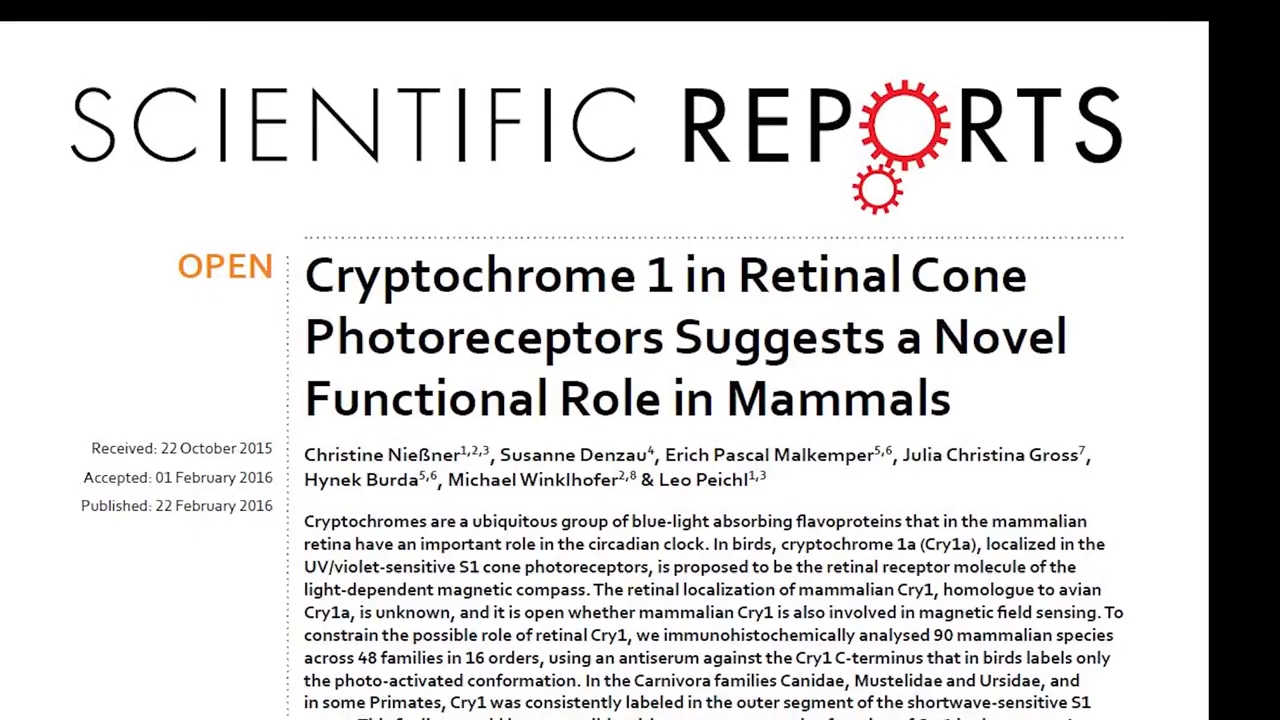 SCIENTIFIC REPORTS
OPEN
Cryptochrome 1 in Retinal Cone
Photoreceptors Suggests a Novel
Functional Role in Mammals
Received: 22 October 2015
Accepted: 01 February 2016
Published: 22 February 2016
Christine Nießner1,2,3, Susanne Denzau4, Erich Pascal Malkemper5,6, Julia Christina Gross7,
Hynek Burda5,6, Michael Winklhofer2,8 & Leo Peichl1,3
Cryptochromes are a ubiquitous group of blue-light absorbing flavoproteins that in the mammalian
retina have an important role in the circadian clock. In birds, cryptochrome 1a (Cry1a), localized in the
UV/violet-sensitive S1 cone photoreceptors, is proposed to be the retinal receptor molecule of the
light-dependent magnetic compass. The retinal localization of mammalian Cry1, homologue to avian
Cry1a, is unknown, and it is open whether mammalian Cry1 is also involved in magnetic field sensing. To
constrain the possible role of retinal Cry1, we immunohistochemically analysed 90 mammalian species
across 48 families in 16 orders, using an antiserum against the Cry1 C-terminus that in birds labels only
the photo-activated conformation. In the Carnivora families Canidae, Mustelidae and Ursidae, and
in some Primates, Cry1 was consistently labeled in the outer segment of the shortwave-sensitive S1